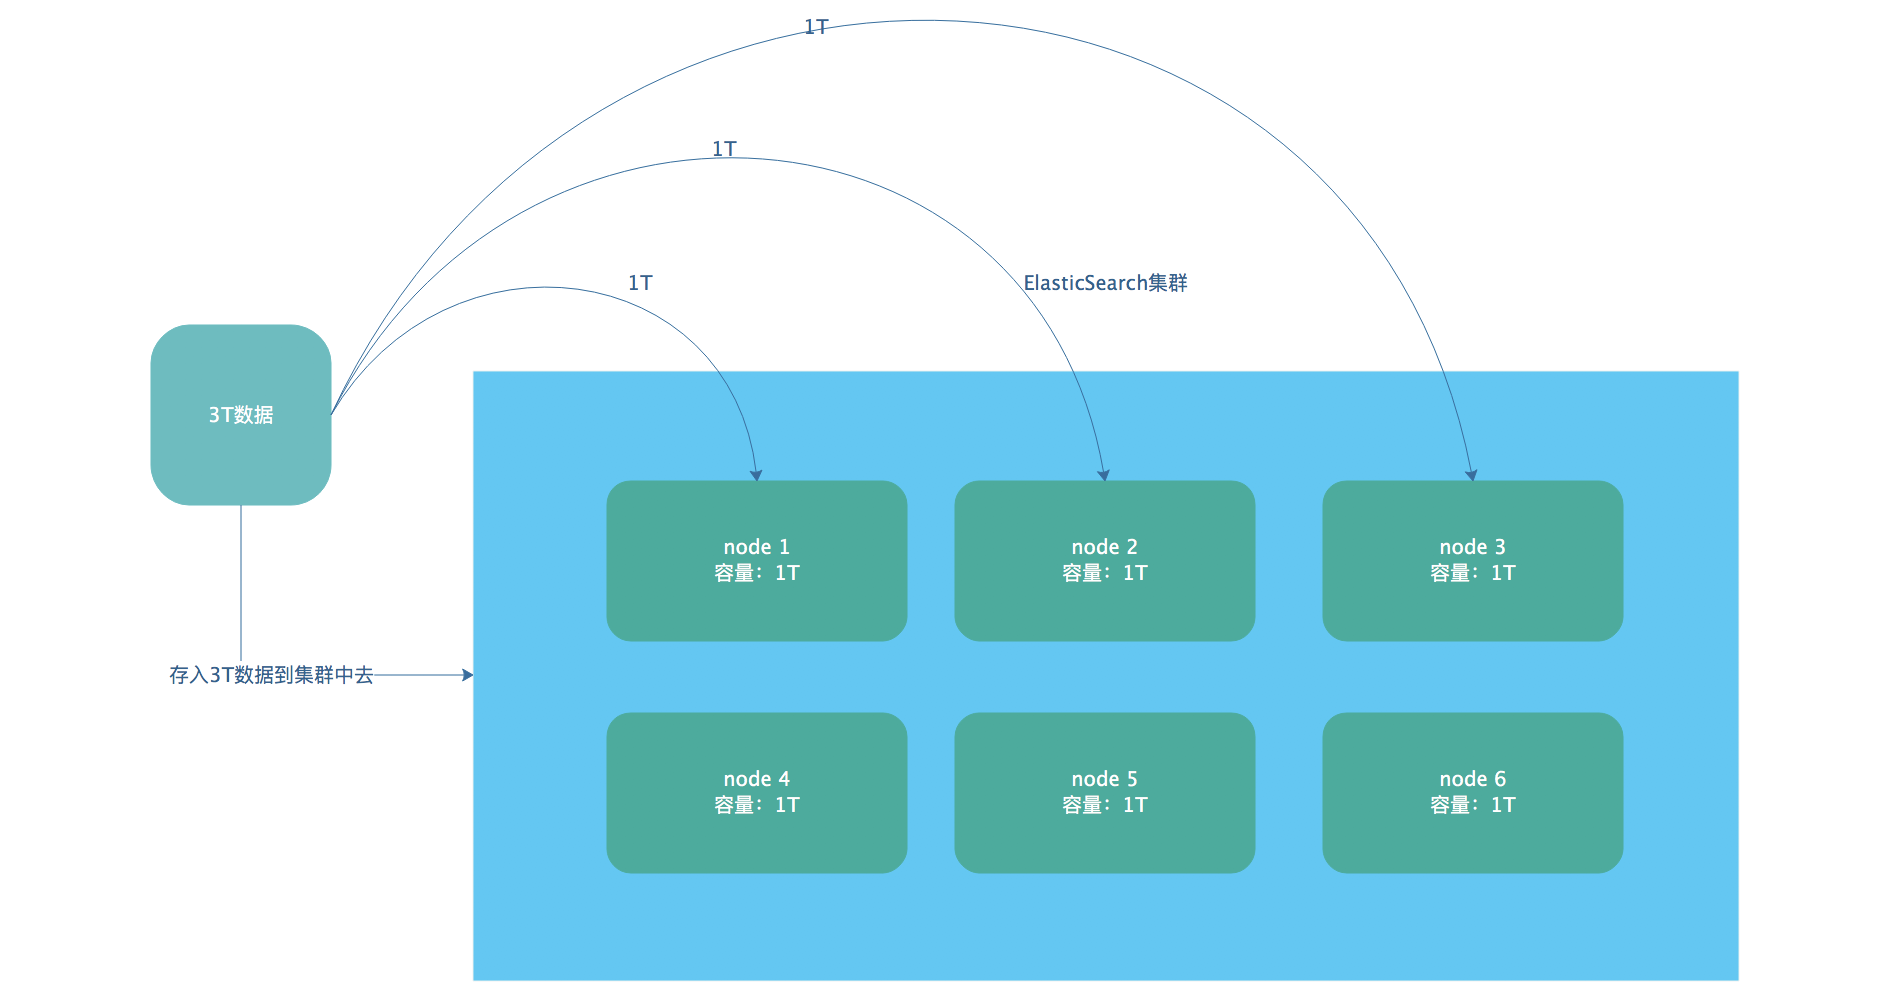 1T
1T
1T
ElasticSearch集群
3T数据
node 1
容量：1T
node 2
容量：1T
node 3
容量：1T
存入3T数据到集群中去
node 4
容量：1T
node 5
容量：1T
node 6
容量：1T